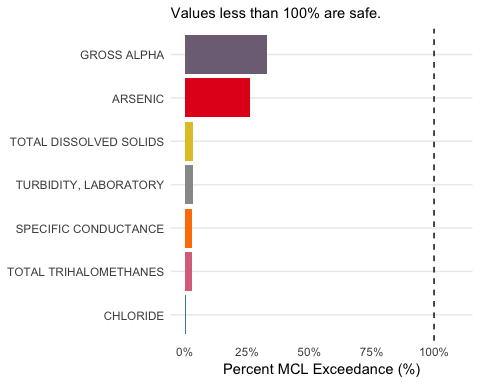 Values less than 100% are safe.
GROSS ALPHA
ARSENIC
TOTAL DISSOLVED SOLIDS
TURBIDITY, LABORATORY
SPECIFIC CONDUCTANCE
TOTAL TRIHALOMETHANES
CHLORIDE
0% 25% 50% 75% 100%
Percent MCL Exceedance (%)